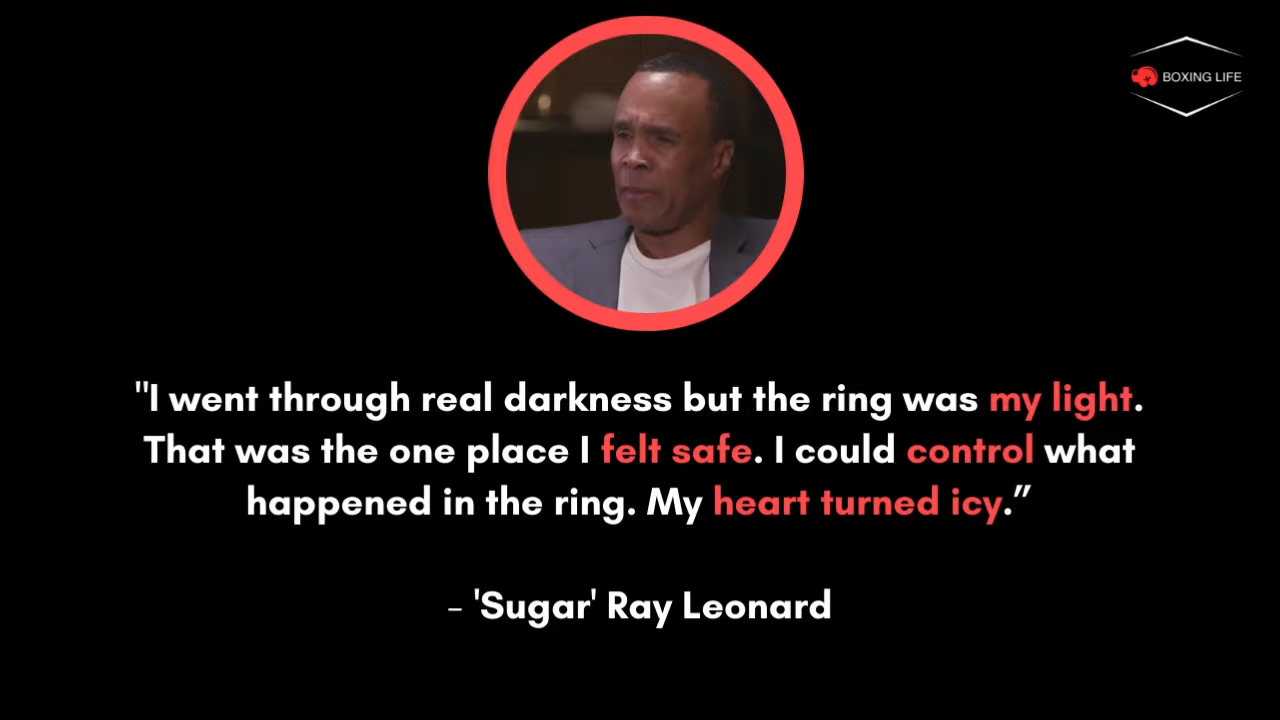 BOXING LIFE
"I went through real darkness but the ring was my light.
That was the one place I felt safe. I could control what
happened in the ring. My heart turned icy.”
– 'Sugar' Ray Leonard